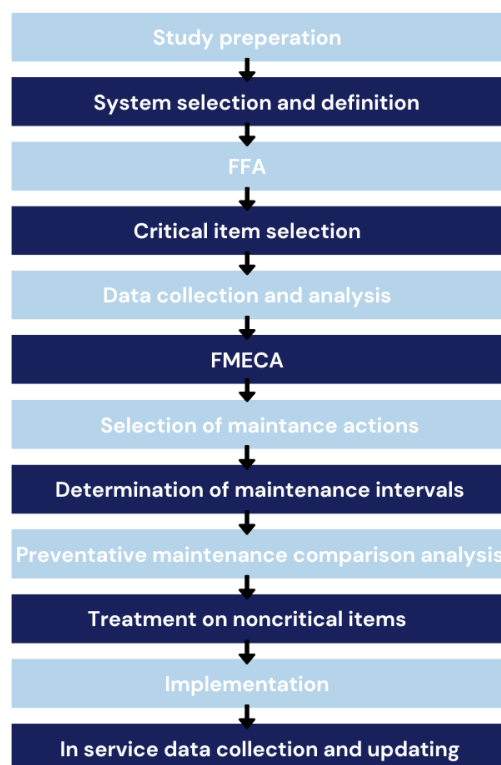 Study preperation
System selection and definition
FFA
Critical item selection
Data collection and analysis
FMECA
Selection of maintance actions
Determination of maintenance intervals
Preventative maintenance comparison analysis
Treatment on noncritical items
Implementation
In service data collection and updating